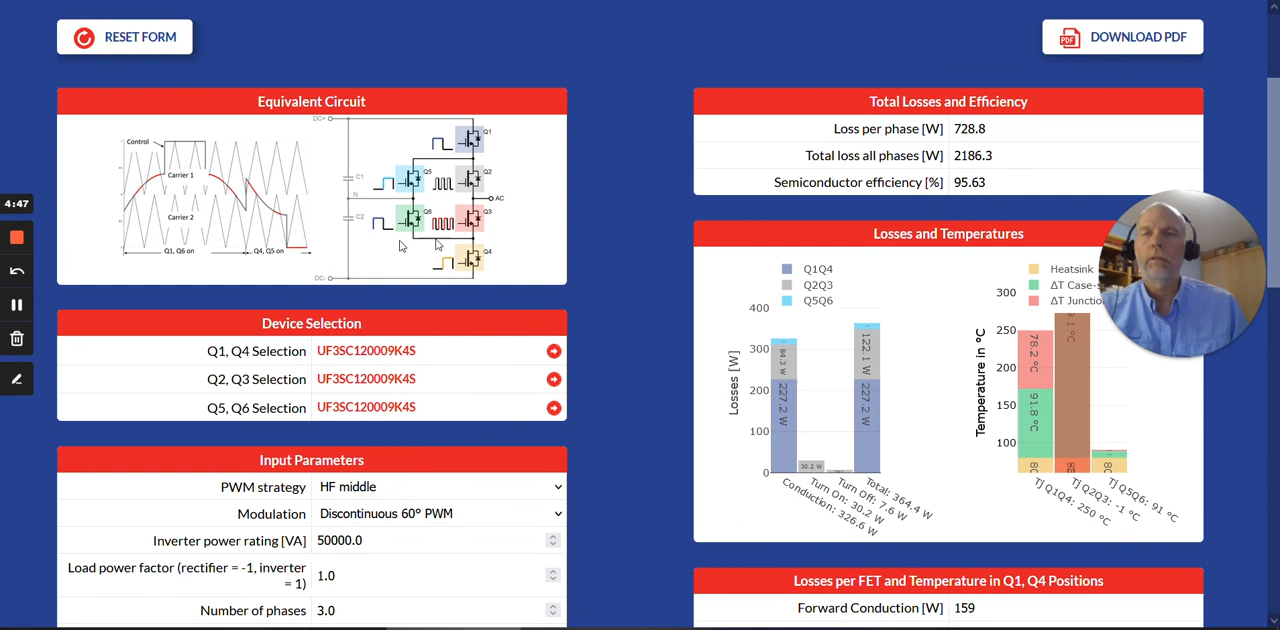 RESET FORM
DOWNLOAD PDF
Equivalent Circuit
Control
Carrier 1
Carrier 2
Q1, Q6 on
Q4, Q5 on
DC+
Q1
C1
Q5
Q2
N
AC
C2
Q6
Q3
Q4
DC-
4:47
Device Selection
Q1, Q4 Selection UF3SC120009K4S
Q2, Q3 Selection UF3SC120009K4S
Q5, Q6 Selection UF3SC120009K4S
Input Parameters
PWM strategy HF middle
Modulation Discontinuous 60° PWM
Inverter power rating [VA] 50000.0
Load power factor (rectifier = -1, inverter
= 1) 1.0
Number of phases 3.0
Total Losses and Efficiency
Loss per phase [W] 728.8
Total loss all phases [W] 2186.3
Semiconductor efficiency [%] 95.63
Losses and Temperatures
Q1Q4
Q2Q3
Q5Q6
Losses [W]
400
300
200
100
0
84.3 W
227.2 W
30.2 W
122.1 W
227.2 W
Conduction: 326.6 W
Turn On: 30.2 W
Turn Off: 7.6 W
Total: 364.4 W
Heatsink
ΔT Case-
ΔT Junctio
Temperature in °C
300
250
200
150
100
78.2 °C
91.8 °C
Tj Q1Q4: 250 °C
Tj Q2Q3: -1 °C
Tj Q5Q6: 91 °C
Losses per FET and Temperature in Q1, Q4 Positions
Forward Conduction [W] 159